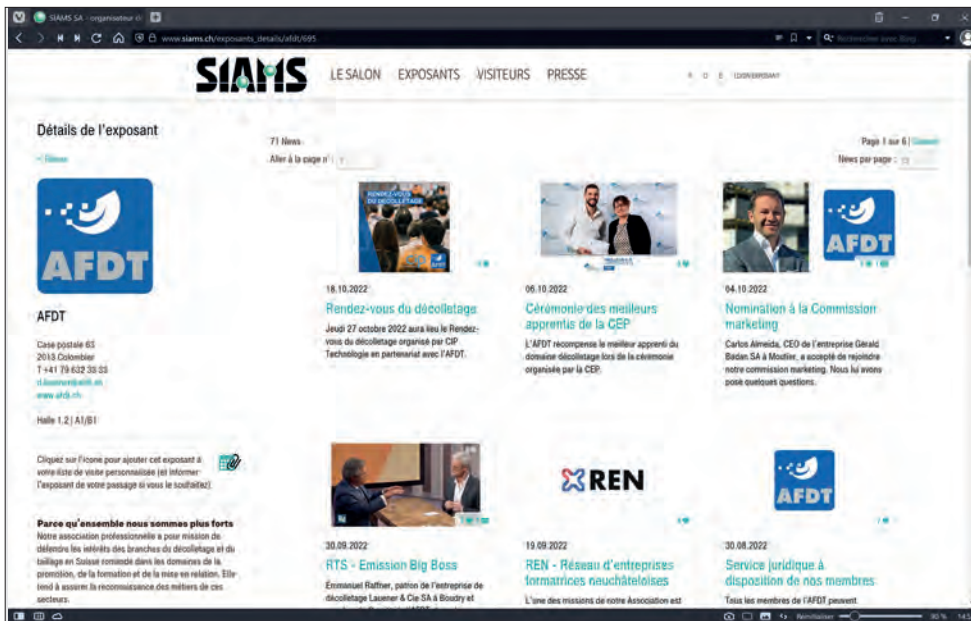 SIAMS SA - organisateur d
www.siams.ch/exposants_details/afdt/695
Rechercher avec Bing
SIAMS
LE SALON EXPOSANTS VISITEURS PRESSE
LOGIN EXPOSANT
Détails de l'exposant
AFDT
AFDT
Case postale 63
2013 Colombier
T +41 79 632 33 33
www.afdt.ch
Halle 1.2 | A1/B1
Cliquez sur l'icone pour ajouter cet exposant à
votre liste de visite personnalisée (et informer
l'exposant de votre passage si vous le souhaitez).
Parce qu'ensemble nous sommes plus forts
Notre association professionnelle a pour mission de
défendre les intérêts des branches du décolletage et du
taillage en Suisse romande dans les domaines de la
promotion, de la formation et de la mise en relation. Elle
tend à assurer la reconnaissance des métiers de ces
secteurs.
71 News
Page 1 sur 6 |
Aller à la page n° :
News par page :
RENDEZ-VOUS
DU DÉCOLLETAGE
18.10.2022
Rendez-vous du décolletage
Jeudi 27 octobre 2022 aura lieu le Rendez-
vous du décolletage organisé par CIP
Technologie en partenariat avec l'AFDT.
06.10.2022
Cérémonie des meilleurs
apprentis de la CEP
L'AFDT recompense le meilleur apprenti du
domaine décolletage lors de la cérémonie
organisée par la CEP.
AFDT
04.10.2022
Nomination à la Commission
marketing
Carlos Almeida, CEO de l'entreprise Gérald
Badan SA à Moutier, a accepté de rejoindre
notre commission marketing. Nous lui avons
posé quelques questions.
30.09.2022
RTS - Emission Big Boss
Emmanuel Raffner, patron de l'entreprise de
décolletage Lauener & Cie SA à Boudry et
REN
19.09.2022
REN - Réseau d'entreprises
formatrices neuchâteloises
L'une des missions de notre Association est
AFDT
30.08.2022
Service juridique à
disposition de nos membres
Tous les membres de l'AFDT peuvent
Réinitialiser